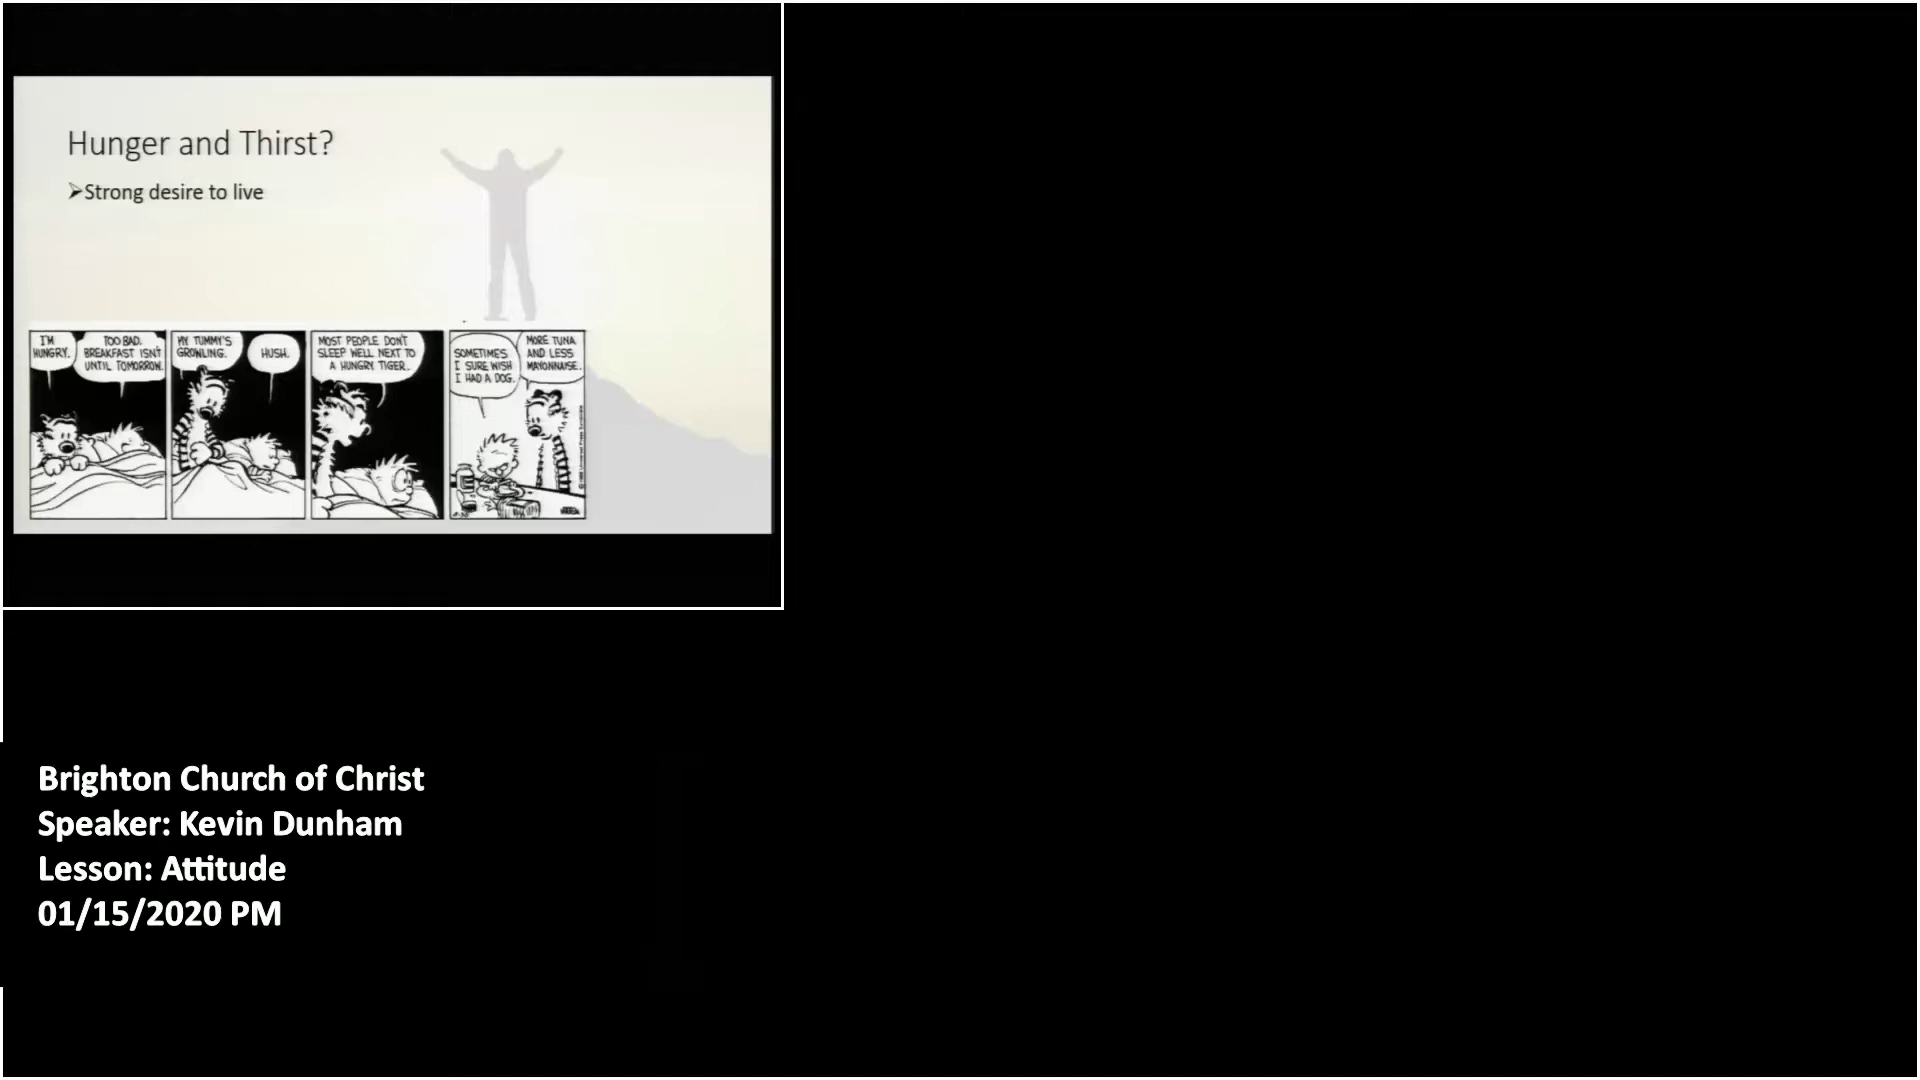 Hunger and Thirst?
➢Strong desire to live
I'M
HUNGRY.
TOO BAD.
BREAKFAST ISN'T
UNTIL TOMORROW.
MY TUMMY'S
GROWLING.
HUSH.
MOST PEOPLE DON'T
SLEEP WELL NEXT TO
A HUNGRY TIGER.
SOMETIMES
I SURE WISH
I HAD A DOG.
MORE TUNA
AND LESS
MAYONNAISE.
Brighton Church of Christ
Speaker: Kevin Dunham
Lesson: Attitude
01/15/2020 PM